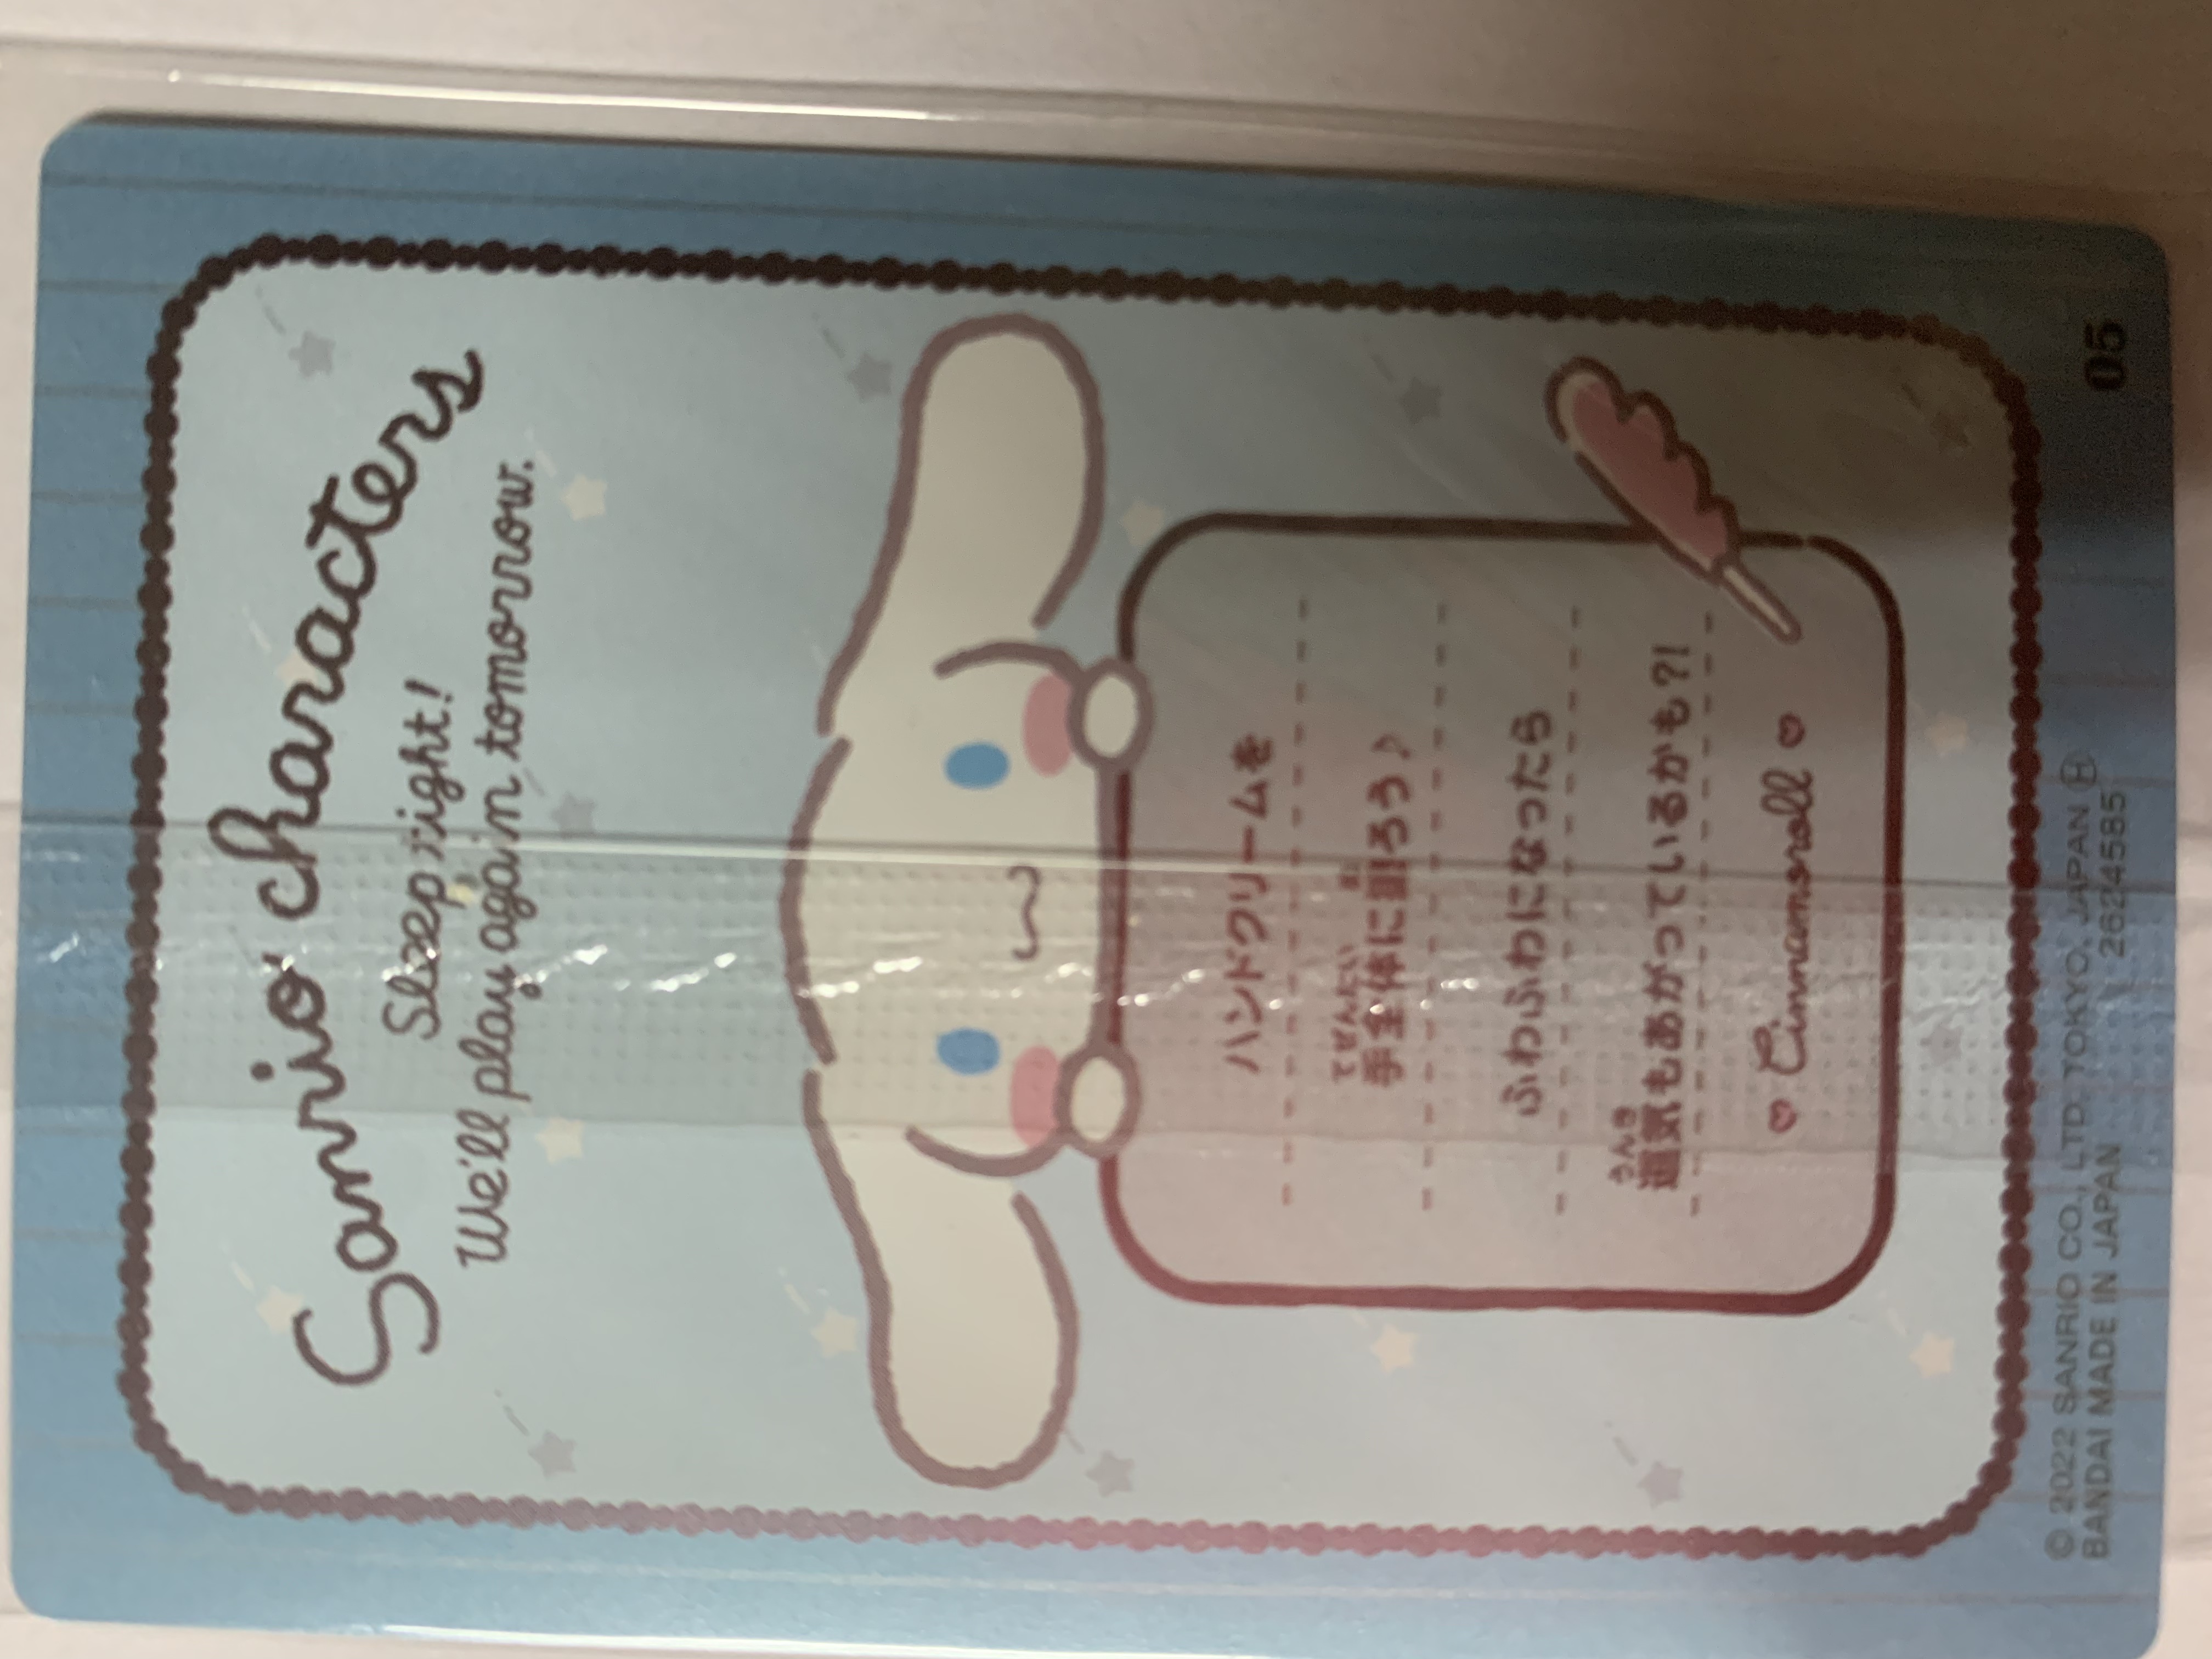 Sanrio characters
Sleep right!
We'll play again tomorrow.
ハンドクリームを
てぜんたい
手全体に回ろう♪
ふわふわになったら
うんき
運気もあがっているかも?!
♡ Cinnamoroll ♡
© 2022 SANRIO CO., LTD. TOKYO, JAPAN Ⓗ
BANDAI MADE IN JAPAN 2624585
05